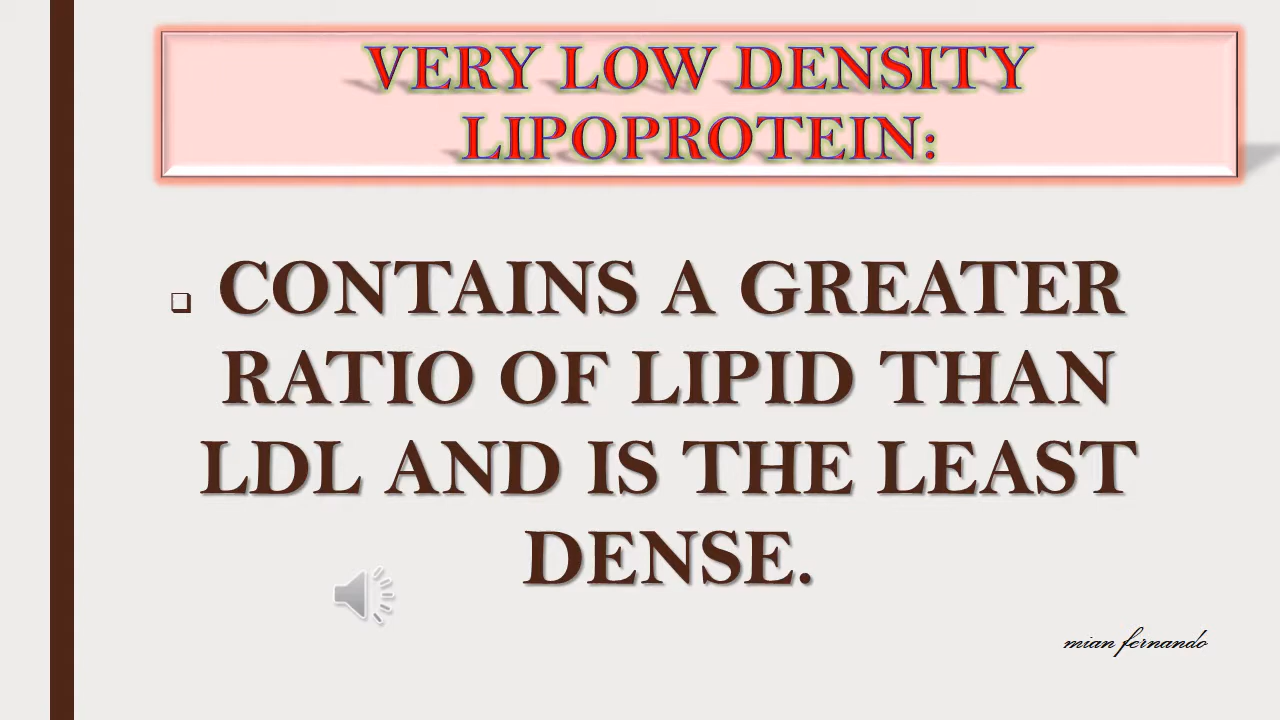 VERY LOW DENSITY
LIPOPROTEIN:
❑ CONTAINS A GREATER
RATIO OF LIPID THAN
LDL AND IS THE LEAST
DENSE.
mian fernando